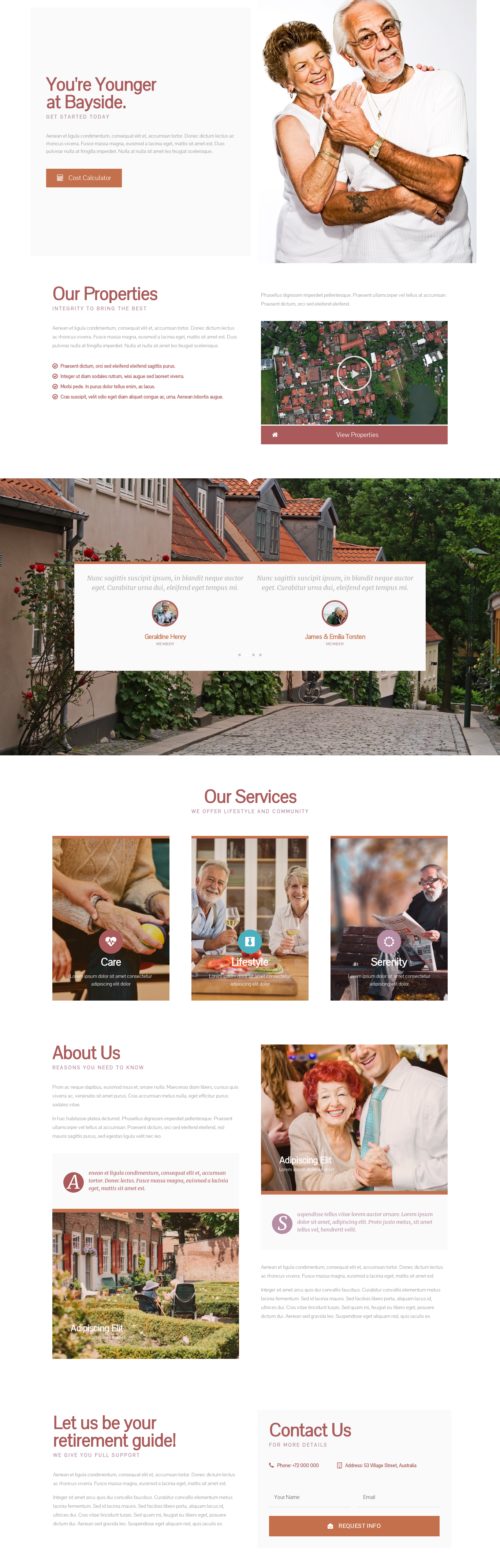 You're Younger
at Bayside.
GET STARTED TODAY
Aenean et ligula condimentum, consequat elit et, accumsan tortor. Donec dictum lectus ac
rhoncus viverra. Fusce massa magna, euismod a lacinia eget, mattis sit amet est. Duis
pulvinar nulla at fringilla imperdiet. Nulla at nulla sit amet leo feugiat scelerisque.
Cost Calculator
Our Properties
INTEGRITY TO BRING THE BEST
Aenean et ligula condimentum, consequat elit et, accumsan tortor. Donec dictum lectus
ac rhoncus viverra. Fusce massa magna, euismod a lacinia eget, mattis sit amet est. Duis
pulvinar nulla at fringilla imperdiet. Nulla at nulla sit amet leo feugiat scelerisque.
Praesent dictum, orci sed eleifend eleifend sagittis purus.
Integer ut diam sodales rutrum, wisi augue sed laoreet viverra.
Morbi pede. In purus dolor tellus enim, ac lacus.
Cras suscipit, velit odio eget diam aliquet congue ac, urna. Aenean lobortis augue.
Phasellus dignissim imperdiet pellentesque. Praesent ullamcorper vel tellus at accumsan.
Praesent dictum, orci sed eleifend eleifend.
View Properties
Nunc sagittis suscipit ipsum, in blandit neque auctor
eget. Curabitur urna dui, eleifend eget tempus mi.
Geraldine Henry
MEMBER
Nunc sagittis suscipit ipsum, in blandit neque auctor
eget. Curabitur urna dui, eleifend eget tempus mi.
James & Emilia Torsten
MEMBER
Our Services
WE OFFER LIFESTYLE AND COMMUNITY
Care
Lorem ipsum dolor sit amet consectetur
adipiscing elit dolor
Lifestyle
Lorem ipsum dolor sit amet consectetur
adipiscing elit dolor
Serenity
Lorem ipsum dolor sit amet consectetur
adipiscing elit dolor
About Us
REASONS YOU NEED TO KNOW
Proin ac neque dapibus, euismod risus et, ornare nulla. Maecenas diam libero, cursus quis
viverra ac, venenatis sit amet purus. Cras accumsan metus nulla, eget efficitur purus
sodales vitae.
In hac habitasse platea dictumst. Phasellus dignissim imperdiet pellentesque. Praesent
ullamcorper vel tellus at accumsan. Praesent dictum, orci sed eleifend eleifend, nisl
mauris sagittis purus, sed egestas ligula velit nec leo.
A
enean et ligula condimentum, consequat elit et, accumsan
tortor. Donec lectus. Fusce massa magna, euismod a lacinia
eget, mattis sit amet est.
Adipiscing Elit
Adipiscing Elit
S
uspendisse tellus vitae lorem auctor ornare. Lorem ipsum
dolor sit amet, adipiscing elit. Proin justo metus, sit amet
tellus vel, hendrerit velit.
Aenean et ligula condimentum, consequat elit et, accumsan tortor. Donec dictum lectus,
ac rhoncus viverra. Fusce massa magna, euismod a lacinia eget, mattis sit amet est.
Integer sit amet arcu quis dui convallis faucibus. Curabitur convallis elementum metus
lacinia fermentum. Sed id lacinia mauris. Sed facilisis libero porta, aliquam lacus id,
ultricies dui. Cras vitae tincidunt turpis. Sed quam mi, feugiat eu libero eget, posuere
dictum dui. Aenean sed gravida leo. Suspendisse eget aliquam nisl, quis iaculis ex.
Let us be your
retirement guide!
WE GIVE YOU FULL SUPPORT
Aenean et ligula condimentum, consequat elit et, accumsan tortor. Donec dictum lectus,
ac rhoncus viverra. Fusce massa magna, euismod a lacinia eget, mattis sit amet est.
Integer sit amet arcu quis dui convallis faucibus. Curabitur convallis elementum metus
lacinia fermentum. Sed id lacinia mauris. Sed facilisis libero porta, aliquam lacus id,
ultricies dui. Cras vitae tincidunt turpis. Sed quam mi, feugiat eu libero eget, posuere
dictum dui. Aenean sed gravida leo. Suspendisse eget aliquam nisl, quis iaculis ex.
Contact Us
FOR MORE DETAILS
Phone: +72 000 000
Address: 53 Village Street, Australia
Your Name
Email
REQUEST INFO